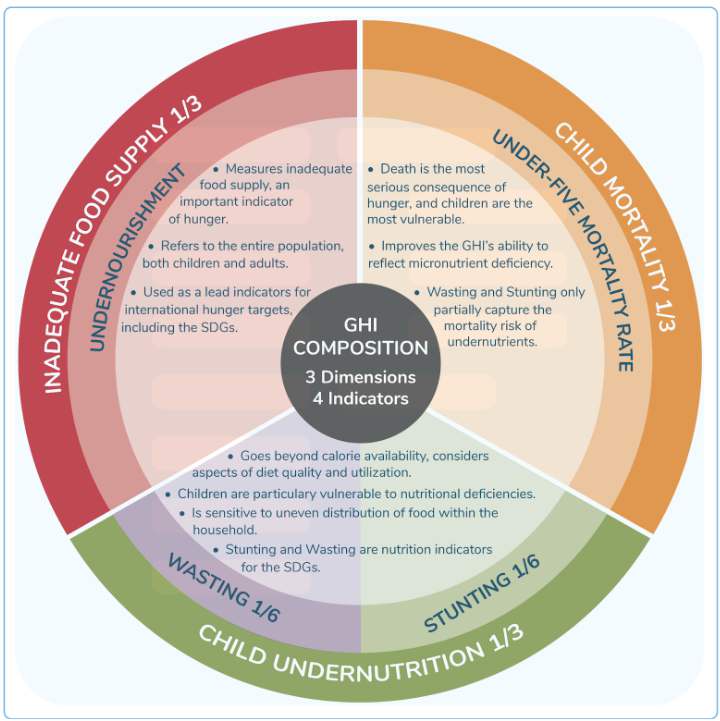 INADEQUATE FOOD SUPPLY 1/3
UNDERNOURISHMENT
• Measures inadequate
food supply, an
important indicator
of hunger.
• Refers to the entire population,
both children and adults.
• Used as a lead indicators for
international hunger targets,
including the SDGs.
CHILD MORTALITY 1/3
UNDER-FIVE MORTALITY RATE
• Death is the most
serious consequence of
hunger, and children are the
most vulnerable.
• Improves the GHI's ability to
reflect micronutrient deficiency.
• Wasting and Stunting only
partially capture the
mortality risk of
undernutrients.
GHI
COMPOSITION
3 Dimensions
4 Indicators
• Goes beyond calorie availability, considers
aspects of diet quality and utilization.
• Children are particulary vulnerable to nutritional deficiencies.
• Is sensitive to uneven distribution of food within the
household.
• Stunting and Wasting are nutrition indicators
for the SDGs.
WASTING 1/6
STUNTING 1/6
CHILD UNDERNUTRITION 1/3